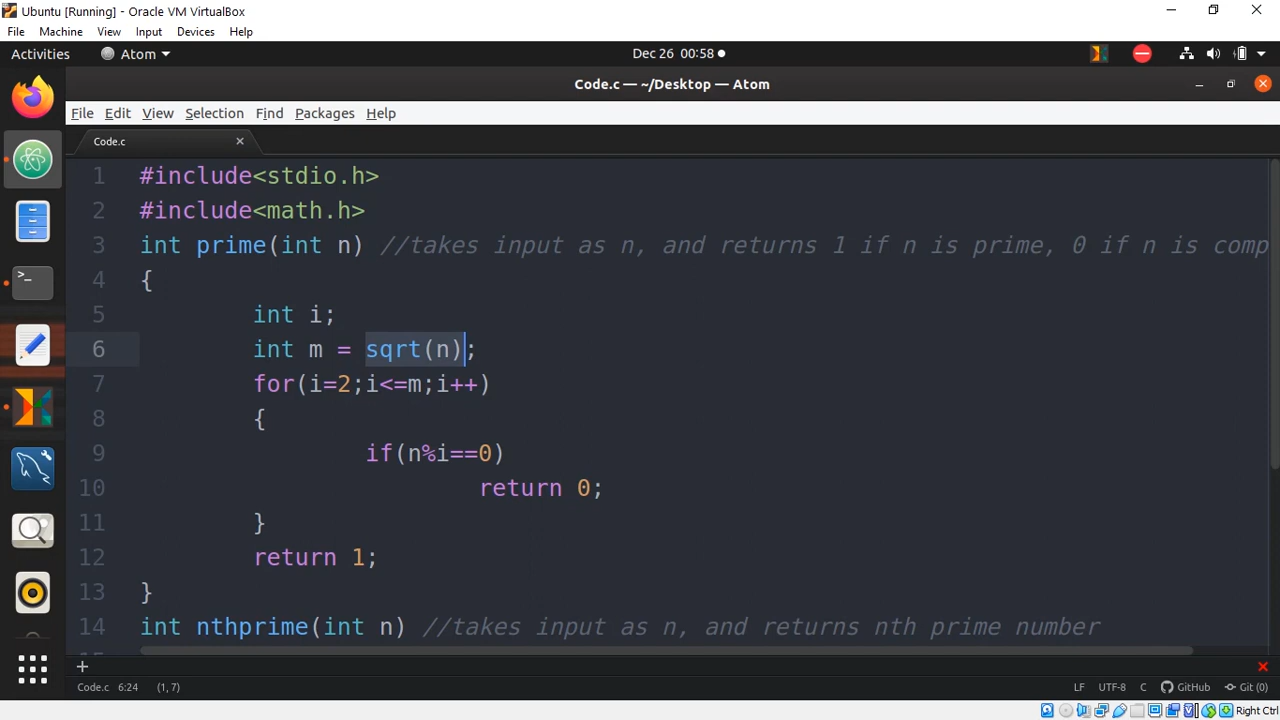 Ubuntu [Running] - Oracle VM VirtualBox
File Machine View Input Devices Help
Activities Atom Dec 26 00:58
Code.c — ~/Desktop — Atom
File Edit View Selection Find Packages Help
Code.c
1 #include<stdio.h>
2 #include<math.h>
3 int prime(int n) //takes input as n, and returns 1 if n is prime, 0 if n is comp
4 {
5 int i;
6 int m = sqrt(n);
7 for(i=2;i<=m;i++)
8 {
9 if(n%i==0)
10 return 0;
11 }
12 return 1;
13 }
14 int nthprime(int n) //takes input as n, and returns nth prime number
Code.c 6:24 (1, 7) LF UTF-8 C GitHub Git (0)
Right Ctrl